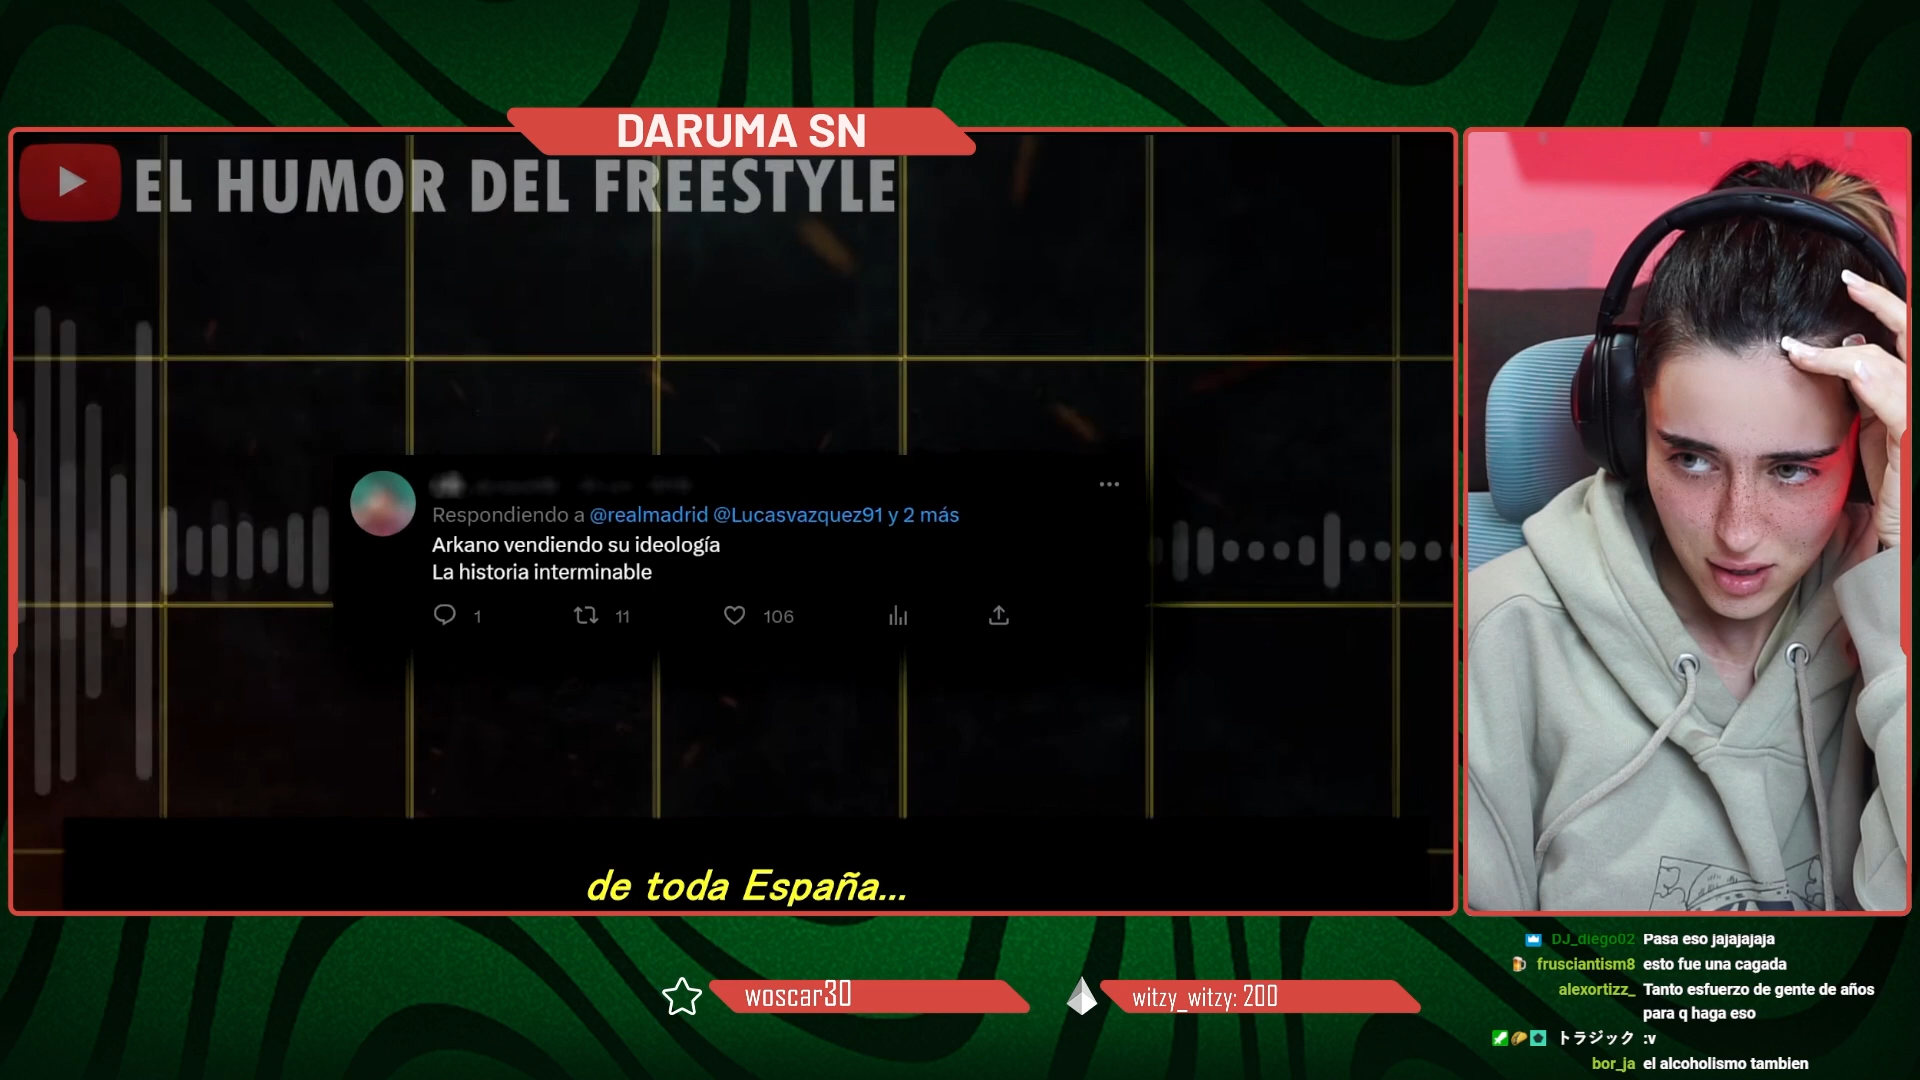 DARUMA SN
EL HUMOR DEL FREESTYLE
Respondiendo a @realmadrid @Lucasvazquez91 y 2 más
Arkano vendiendo su ideología
La historia interminable
1 11 106
de toda España...
woscar30
witzy_witzy: 200
DJ_diego02 Pasa eso jajajajaja
frusciantism8 esto fue una cagada
alexortizz_ Tanto esfuerzo de gente de años
para q haga eso
トラジック :v
bor_ja el alcoholismo tambien